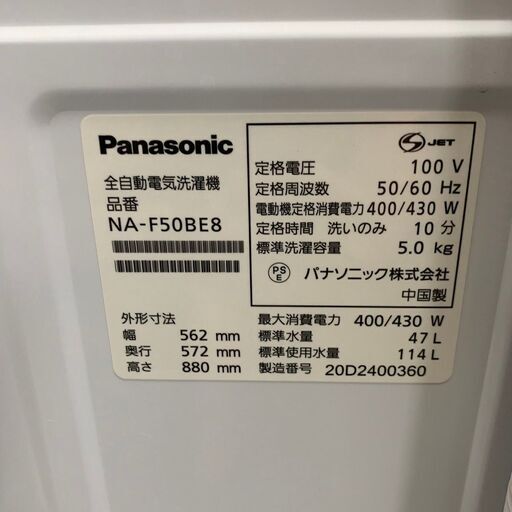 Panasonic
全自動電気洗濯機
品番
NA-F50BE8
外形寸法
幅 562 mm
奥行 572 mm
高さ 880 mm
S JET
定格電圧 100 V
定格周波数 50/60 Hz
電動機定格消費電力 400/430 W
定格時間 洗いのみ 10 分
標準洗濯容量 5.0 kg
PS E パナソニック株式会社
中国製
最大消費電力 400/430 W
標準水量 47 L
標準使用水量 114 L
製造番号 20D2400360